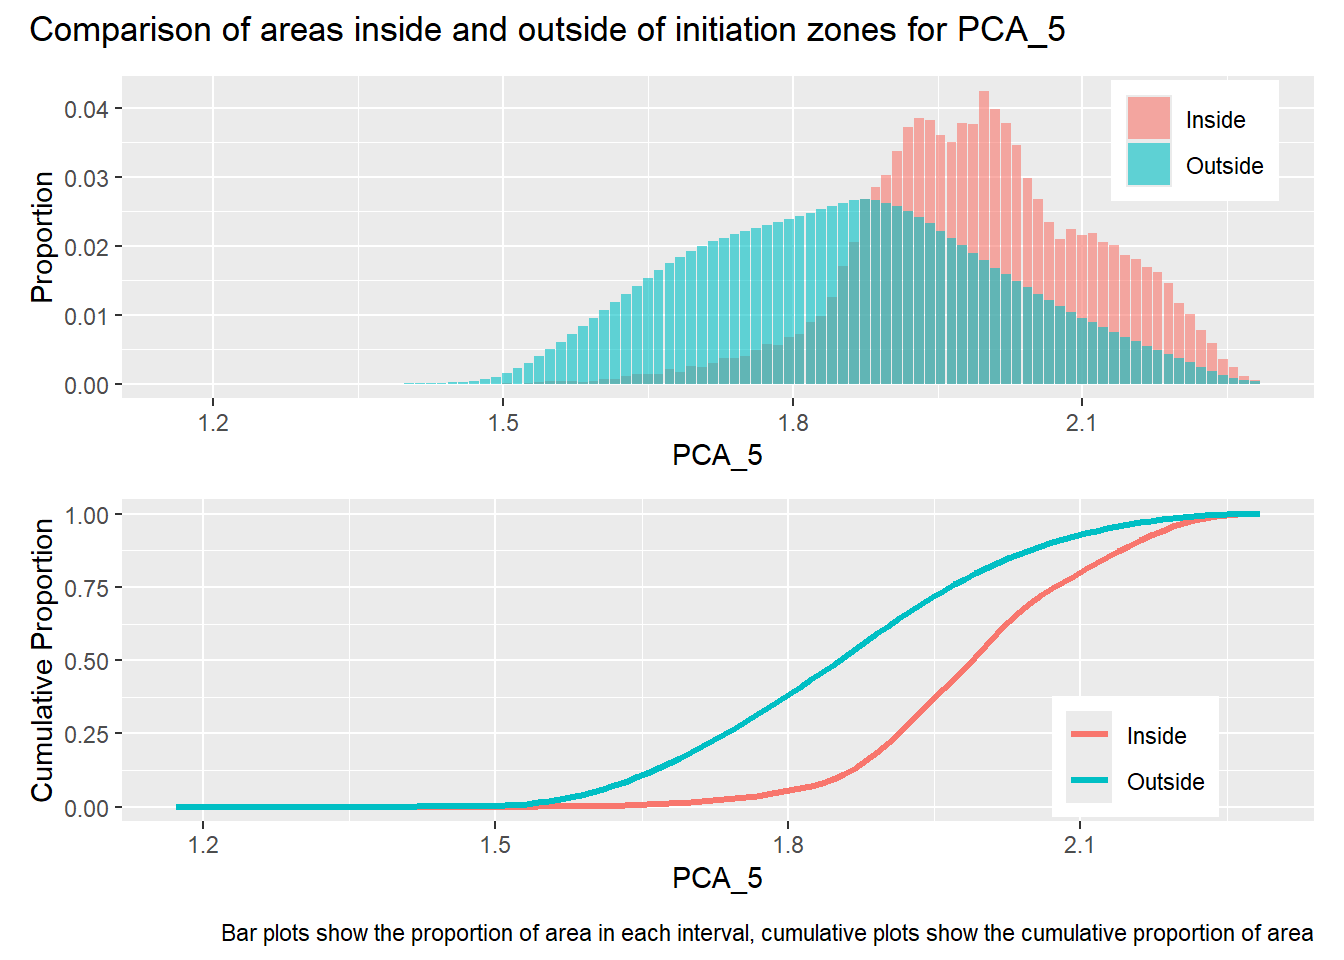 Comparison of areas inside and outside of initiation zones for PCA_5
Proportion
0.04
0.03
0.02
0.01
0.00
Inside
Outside
1.2 1.5 1.8 2.1
PCA_5
Cumulative Proportion
1.00
0.75
0.50
0.25
0.00
Inside
Outside
1.2 1.5 1.8 2.1
PCA_5
Bar plots show the proportion of area in each interval, cumulative plots show the cumulative proportion of area